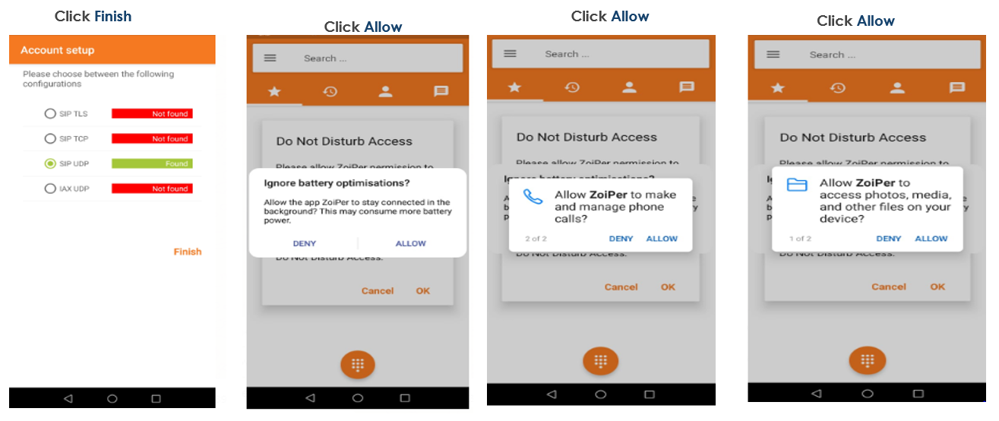 Click Finish
Account setup
Please choose between the following
configurations
SIP TLS Not found
SIP TCP Not found
SIP UDP Found
IAX UDP Not found
Finish
Click Allow
Search ...
Do Not Disturb Access
Please allow ZoiPer permission to
Ignore battery optimisations?
Allow the app ZoiPer to stay connected in the
background? This may consume more battery
power.
DENY ALLOW
Do Not Disturb Access.
Cancel OK
Click Allow
Search ...
Do Not Disturb Access
Please allow ZoiPer permission to
Ignore battery optimisations?
Allow ZoiPer to make
and manage phone
calls?
2 of 2 DENY ALLOW
Do Not Disturb Access.
Cancel OK
Click Allow
Search ...
Do Not Disturb Access
Please allow ZoiPer permission to
Allow ZoiPer to
access photos, media,
and other files on your
device?
1 of 2 DENY ALLOW
Do Not Disturb Access.
Cancel OK